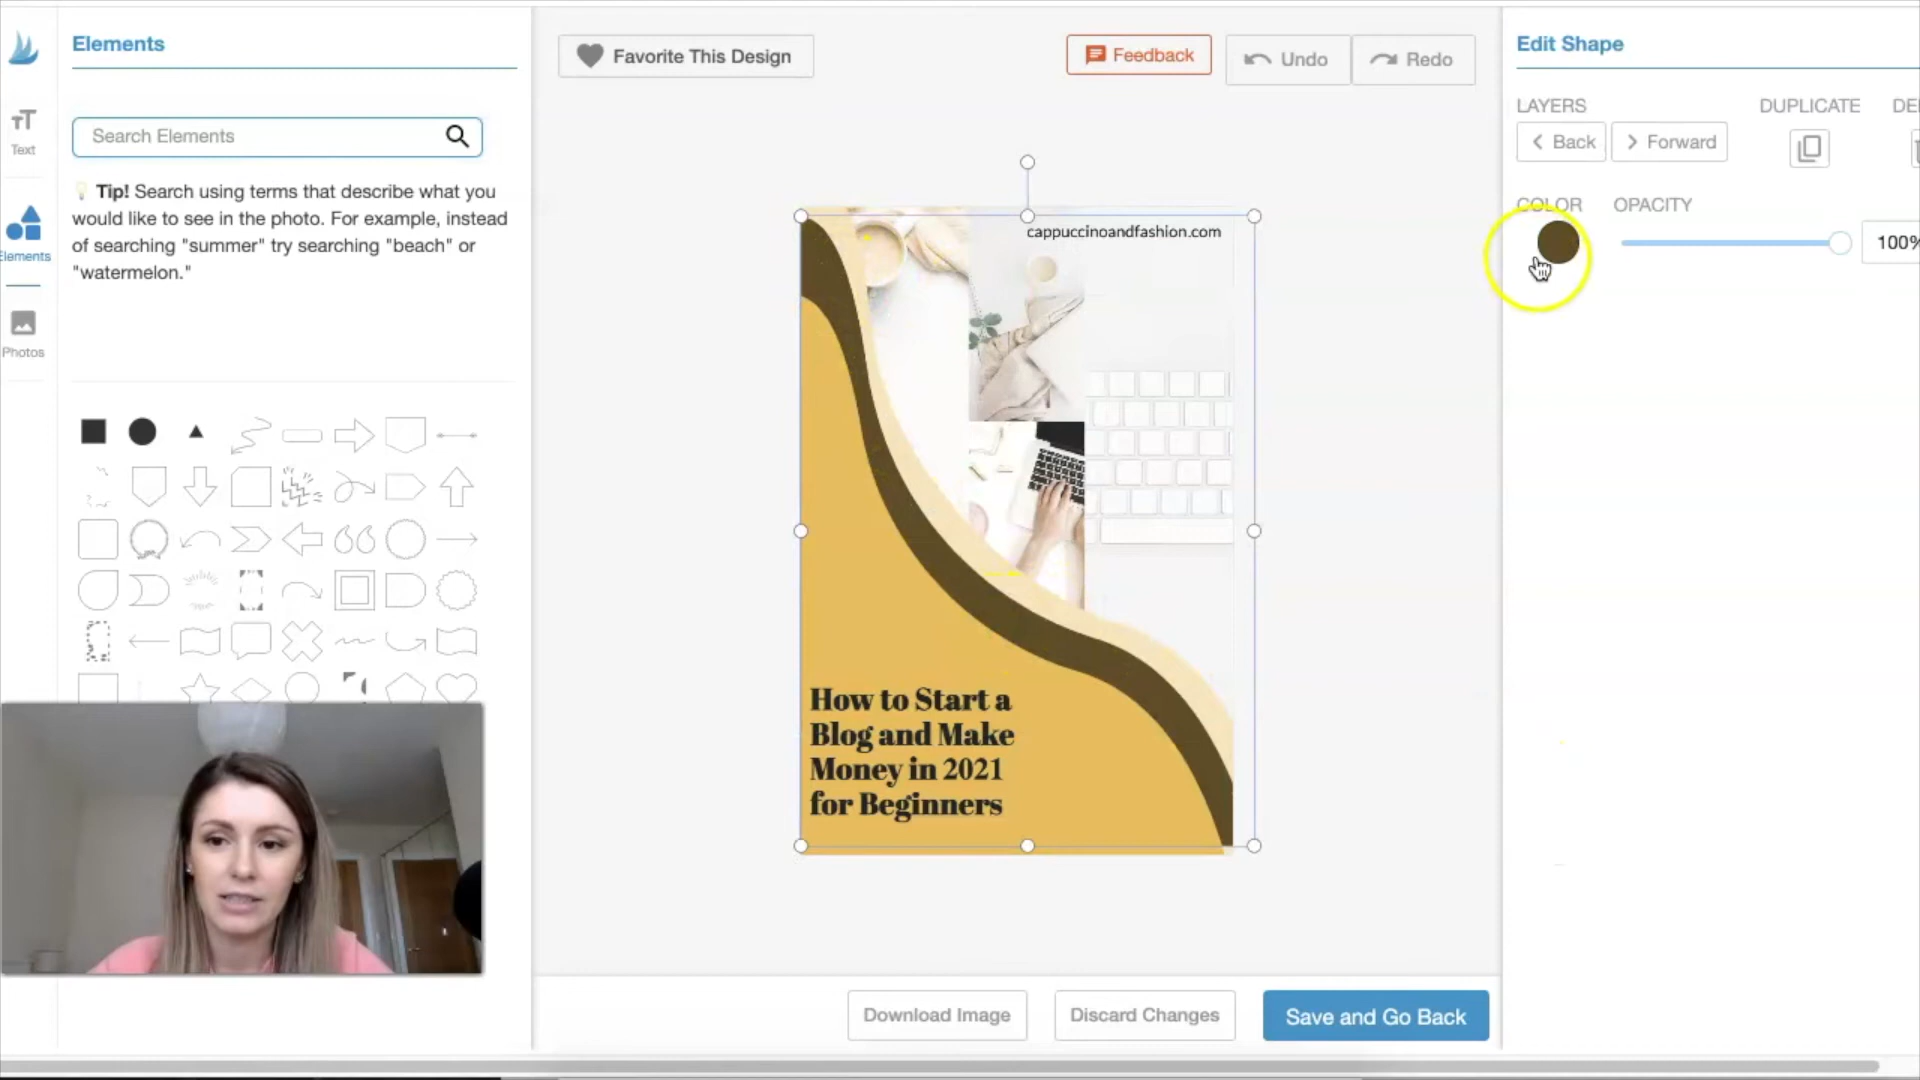 Elements
Favorite This Design
Feedback
Undo
Redo
Edit Shape
Text
Search Elements
Tip! Search using terms that describe what you
would like to see in the photo. For example, instead
of searching "summer" try searching "beach" or
"watermelon."
Elements
Photos
LAYERS
DUPLICATE
Back
Forward
COLOR
OPACITY
100%
cappuccinoandfashion.com
How to Start a
Blog and Make
Money in 2021
for Beginners
Download Image
Discard Changes
Save and Go Back